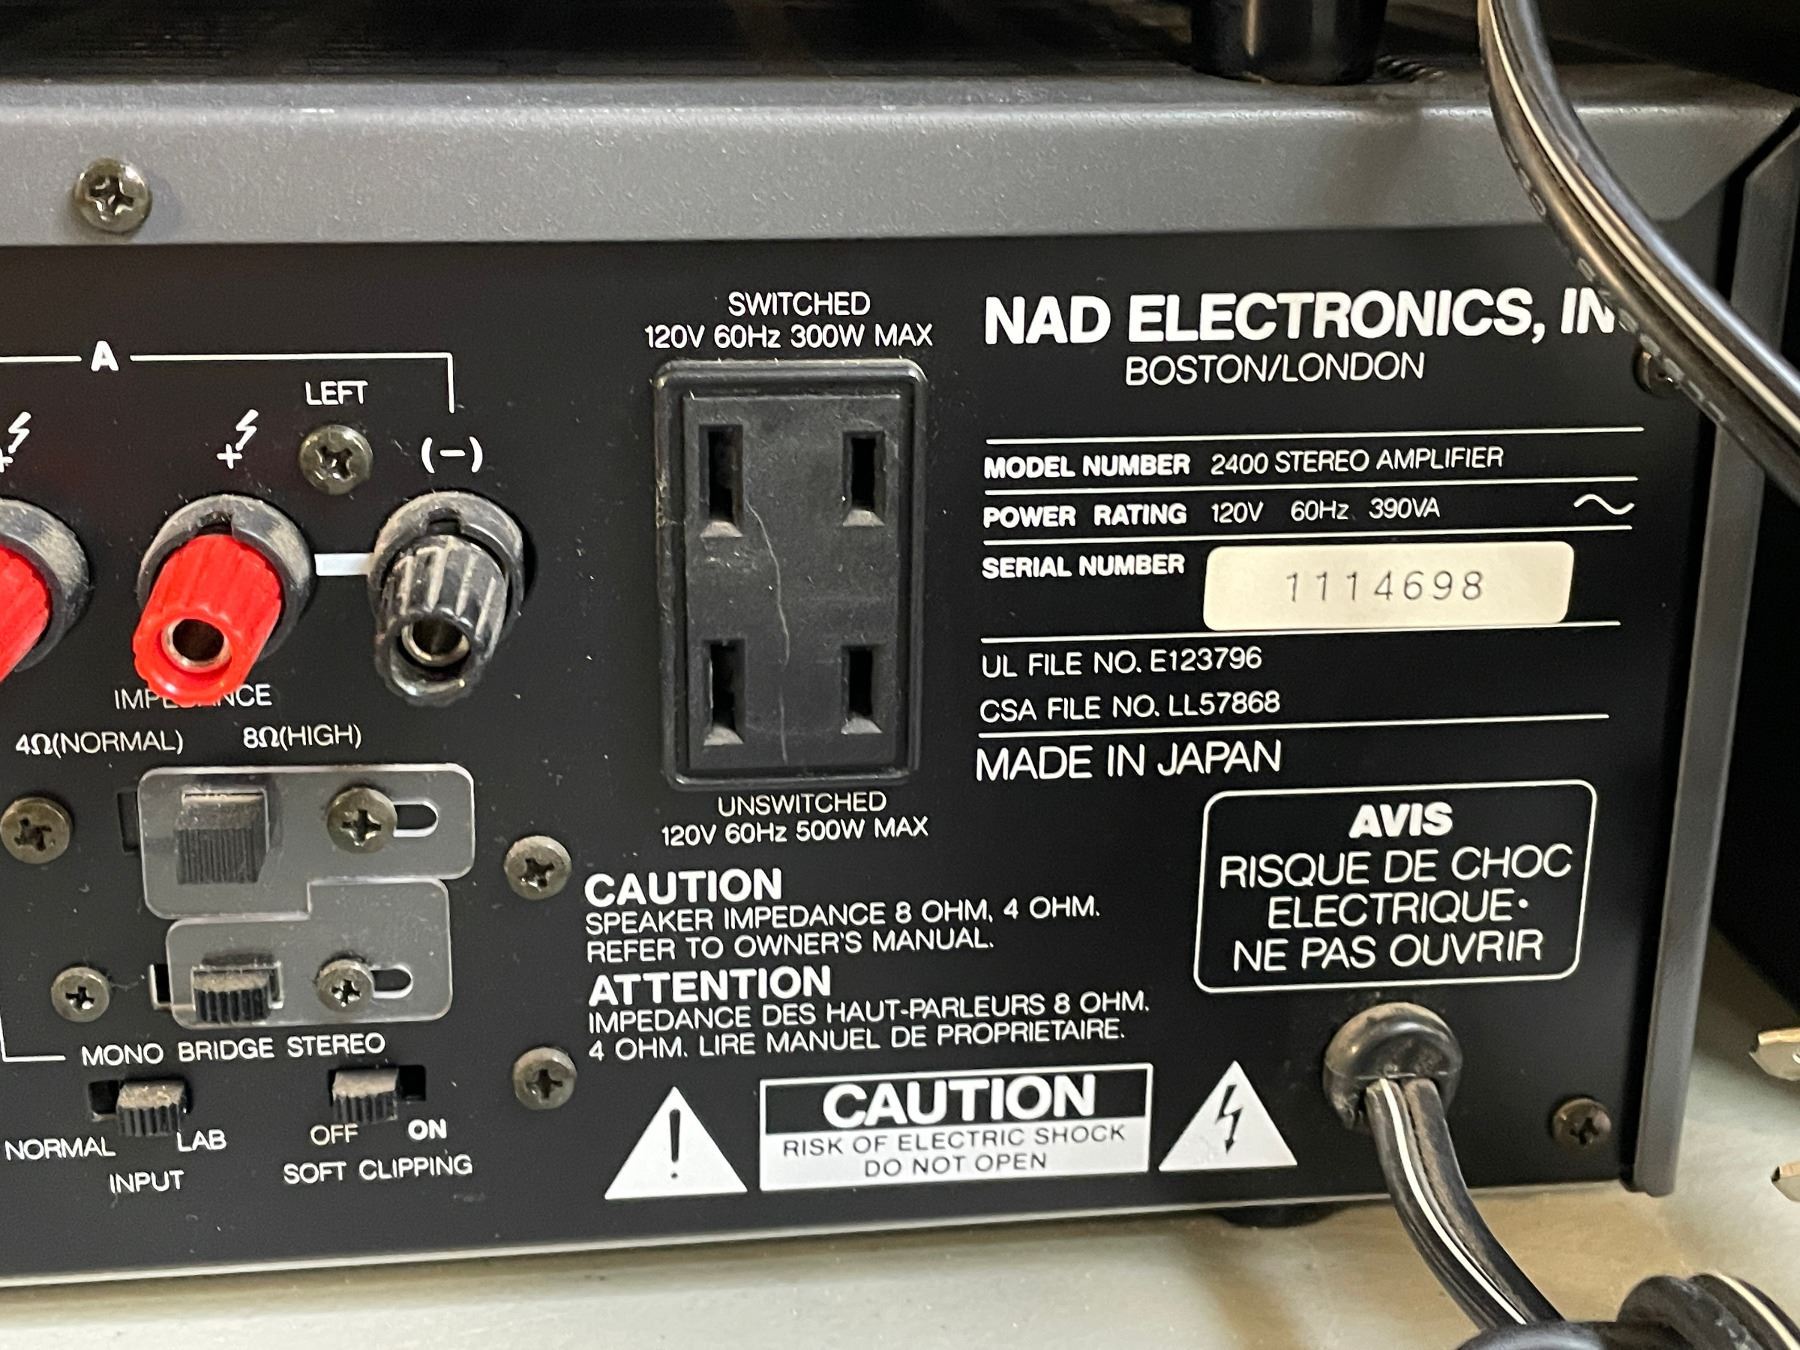 SWITCHED
120V 60Hz 300W MAX
NAD ELECTRONICS, IN
BOSTON/LONDON
A
LEFT
+
+
(-)
MODEL NUMBER 2400 STEREO AMPLIFIER
POWER RATING 120V 60Hz 390VA
SERIAL NUMBER 1114698
UL FILE NO. E123796
CSA FILE NO. LL57868
MADE IN JAPAN
IMPEDANCE
4Ω(NORMAL) 8Ω(HIGH)
UNSWITCHED
120V 60Hz 500W MAX
AVIS
RISQUE DE CHOC
ELECTRIQUE·
NE PAS OUVRIR
CAUTION
SPEAKER IMPEDANCE 8 OHM, 4 OHM.
REFER TO OWNER'S MANUAL.
ATTENTION
IMPEDANCE DES HAUT-PARLEURS 8 OHM.
4 OHM. LIRE MANUEL DE PROPRIETAIRE.
MONO BRIDGE STEREO
NORMAL LAB
INPUT
OFF ON
SOFT CLIPPING
!
CAUTION
RISK OF ELECTRIC SHOCK
DO NOT OPEN